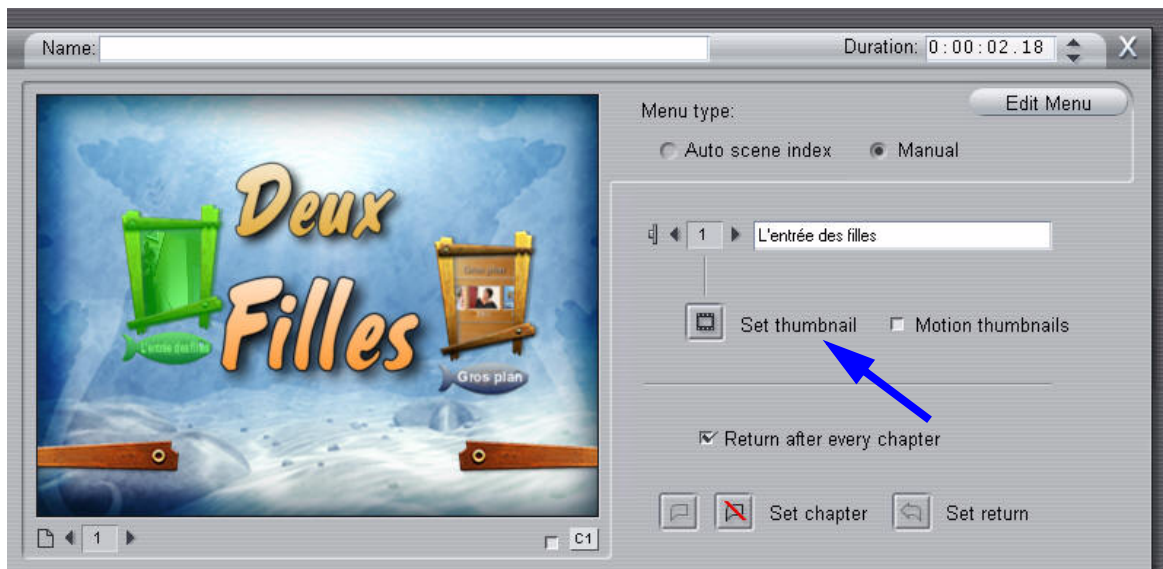 Name:
Duration: 0:00:02.18
X
Menu type:
Edit Menu
Auto scene index
Manual
Deux
Filles
L'entrée des filles
Gros plan
Gros plan
1
L'entrée des filles
Set thumbnail
Motion thumbnails
Return after every chapter
Set chapter
Set return
1
C1